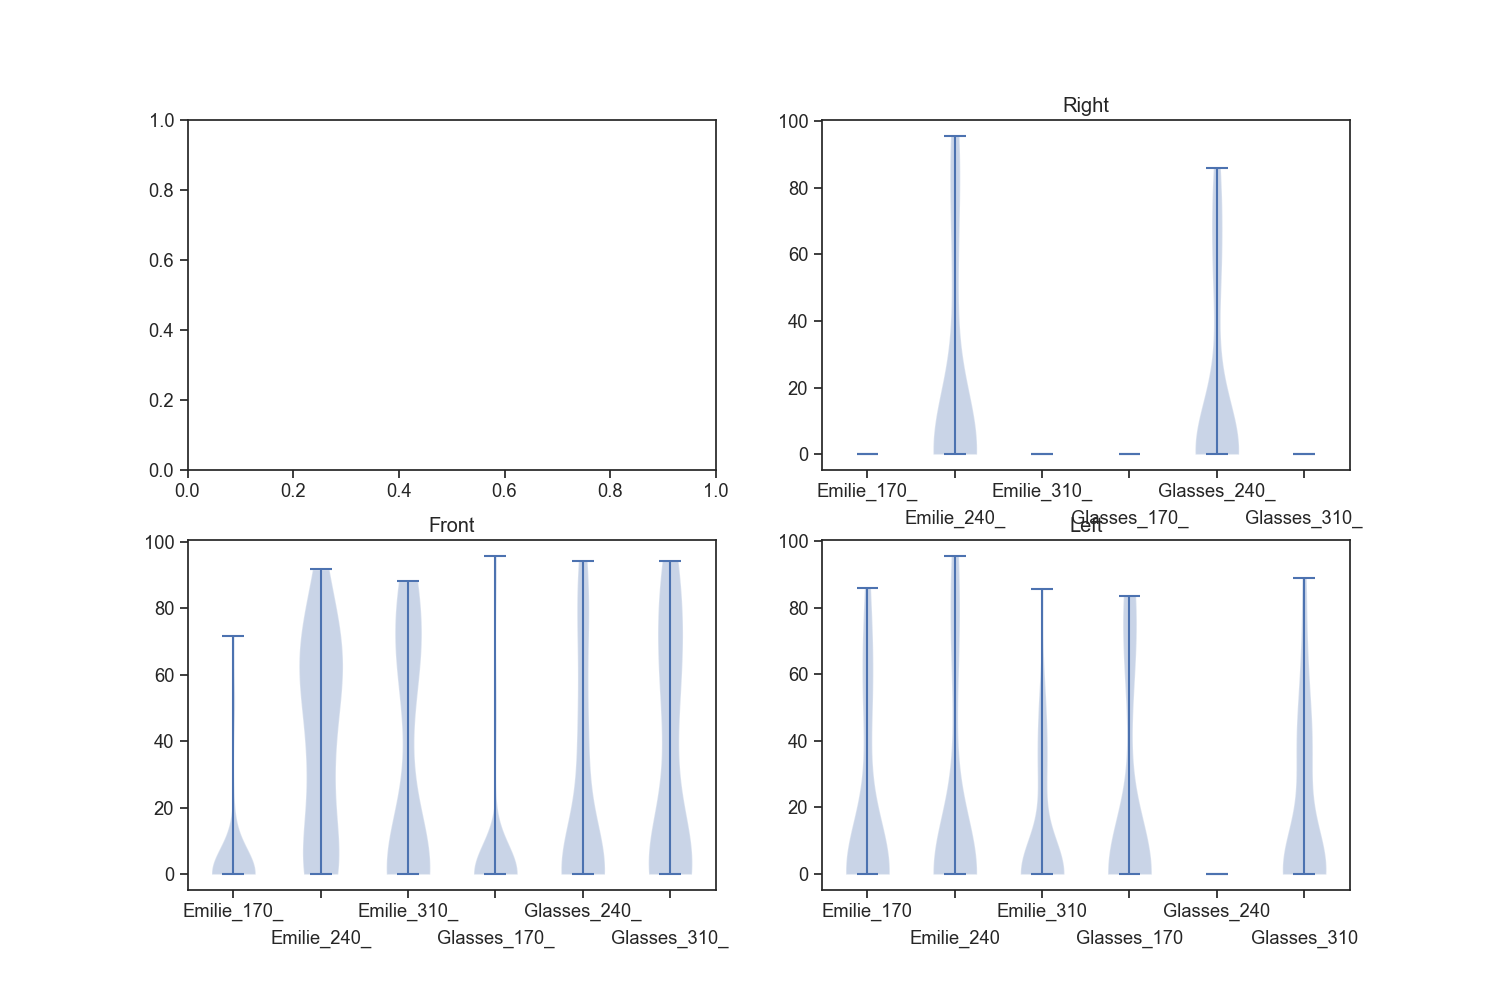 1.0
0.8
0.6
0.4
0.2
0.0
0.0 0.2 0.4 0.6 0.8 1.0
Right
100
80
60
40
20
0
Emilie_170_ Emilie_310_ Glasses_240_
Emilie_240_ Glasses_170_ Glasses_310_
Front
100
80
60
40
20
0
Emilie_170_ Emilie_310_ Glasses_240_
Emilie_240_ Glasses_170_ Glasses_310_
Left
100
80
60
40
20
0
Emilie_170 Emilie_310 Glasses_240
Emilie_240 Glasses_170 Glasses_310